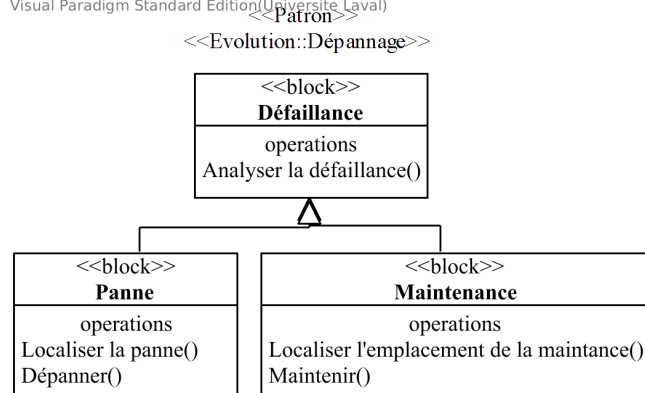 Visual Paradigm Standard Edition(Université Laval)
<<Patron>>
<<Evolution::Dépannage>>
<<block>>
Défaillance
operations
Analyser la défaillance()
<<block>>
Panne
operations
Localiser la panne()
Dépanner()
<<block>>
Maintenance
operations
Localiser l'emplacement de la maintance()
Maintenir()